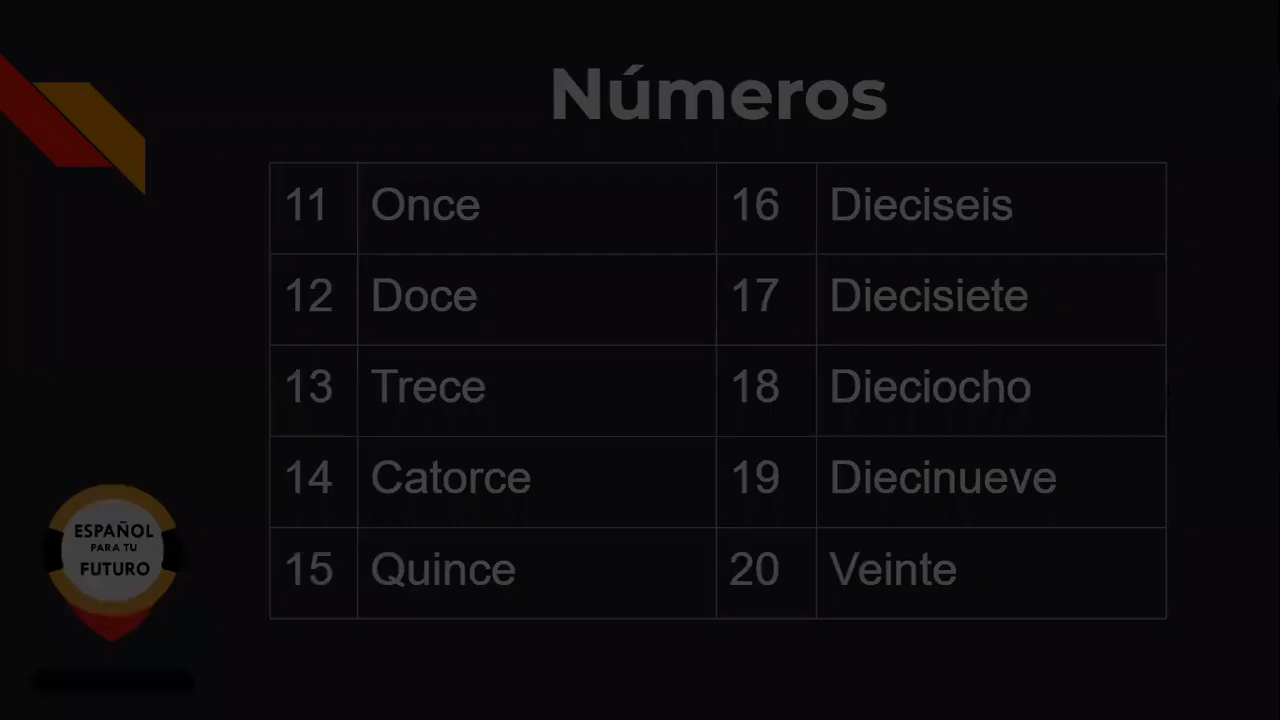 Números
11 Once 16 Dieciseis
12 Doce 17 Diecisiete
13 Trece 18 Dieciocho
14 Catorce 19 Diecinueve
15 Quince 20 Veinte
ESPAÑOL
PARA TU
FUTURO